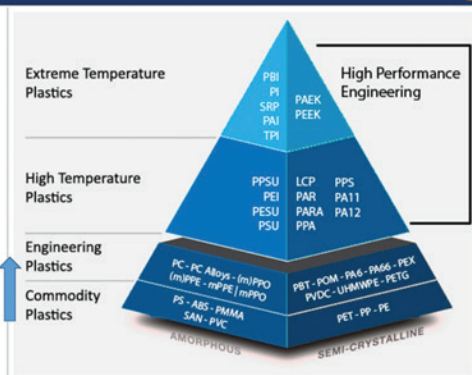 Extreme Temperature
Plastics
PBI
PI
SRP
PAI
TPI
PAEK
PEEK
High Performance
Engineering
High Temperature
Plastics
PPSU
PEI
PESU
PSU
LCP
PAR
PARA
PPA
PPS
PA11
PA12
Engineering
Plastics
PC - PC Alloys - (m)PPO
(m)PPE - mPPE | mPPO
PBT - POM - PA6 - PA66 - PEX
PVDC - UHMWPE - PETG
Commodity
Plastics
PS - ABS - PMMA
SAN - PVC
PET - PP - PE
AMORPHOUS
SEMI-CRYSTALLINE